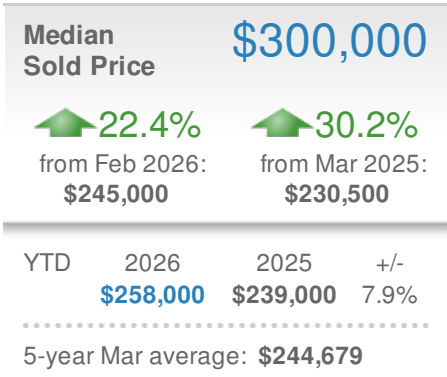 Median $300,000
Sold Price
22.4% 30.2%
from Feb 2026: from Mar 2025:
$245,000 $230,500
YTD 2026 2025 +/-
$258,000 $239,000 7.9%
5-year Mar average: $244,679